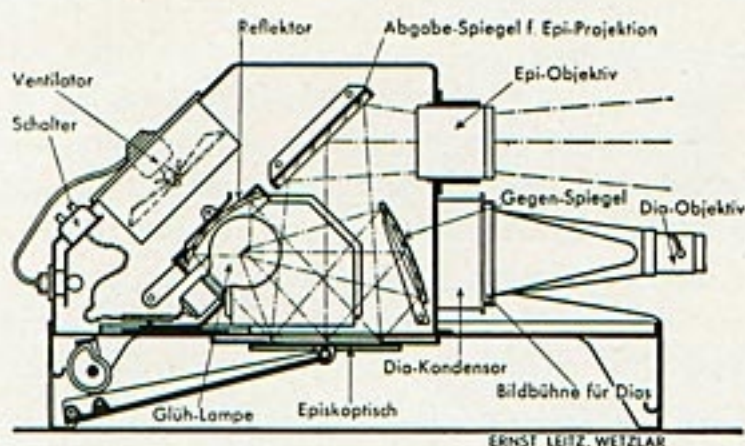 Reflektor
Abgabe-Spiegel f. Epi-Projektion
Ventilator
Epi-Objektiv
Schalter
Gegen-Spiegel
Dia-Objektiv
Dia-Kondensor
Bildbühne für Dias
Glüh-Lampe
Episkoptisch
ERNST LEITZ, WETZLAR